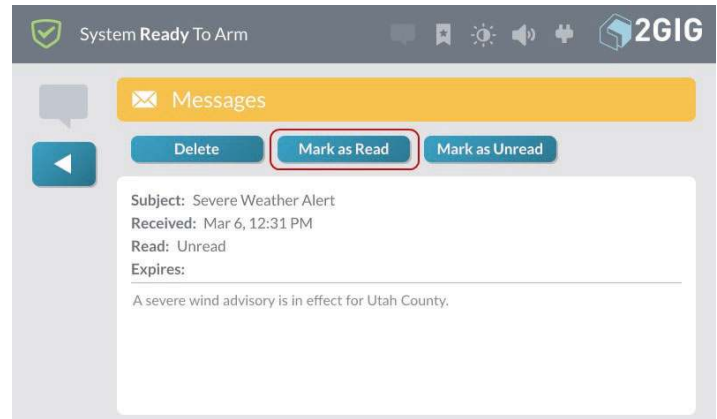 System Ready To Arm
2GIG
Messages
Delete
Mark as Read
Mark as Unread
Subject: Severe Weather Alert
Received: Mar 6, 12:31 PM
Read: Unread
Expires:
A severe wind advisory is in effect for Utah County.